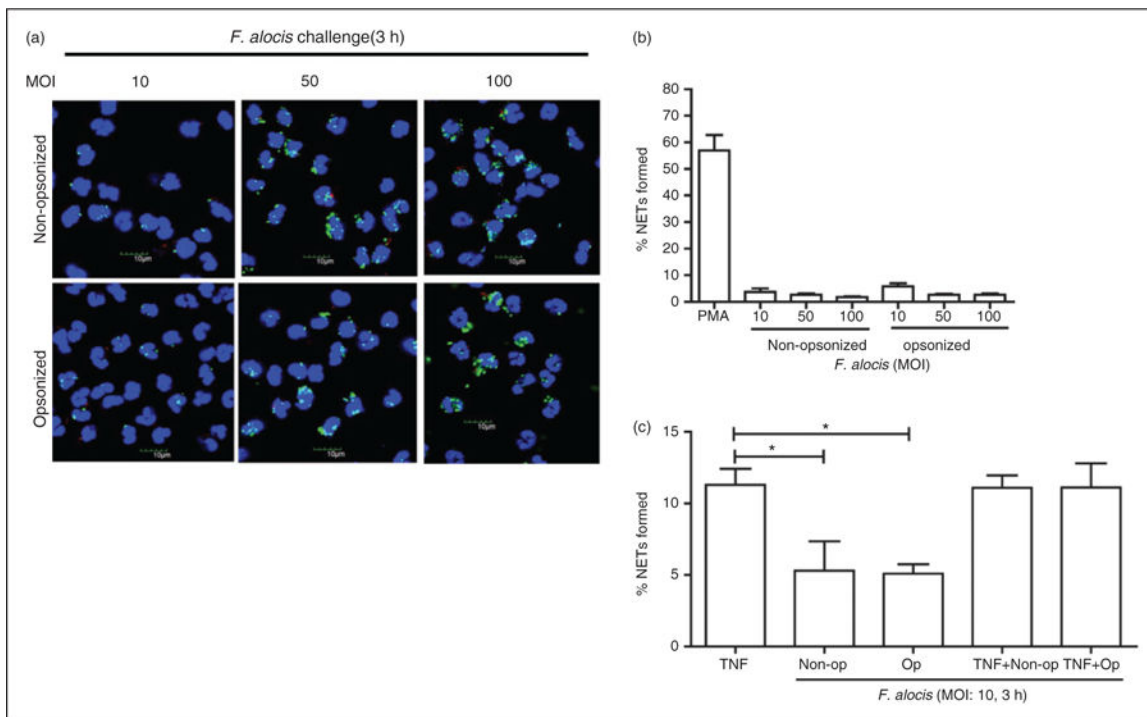 (a)
F. alocis challenge(3 h)
MOI 10 50 100
Non-opsonized
10µm 10µm 10µm
Opsonized
10µm 10µm 10µm
(b)
% NETs formed
80
70
60
50
40
30
20
10
0
PMA 10 50 100 10 50 100
Non-opsonized opsonized
F. alocis (MOI)
(c)
% NETs formed
15
10
5
0
*
*
TNF Non-op Op TNF+Non-op TNF+Op
F. alocis (MOI: 10, 3 h)